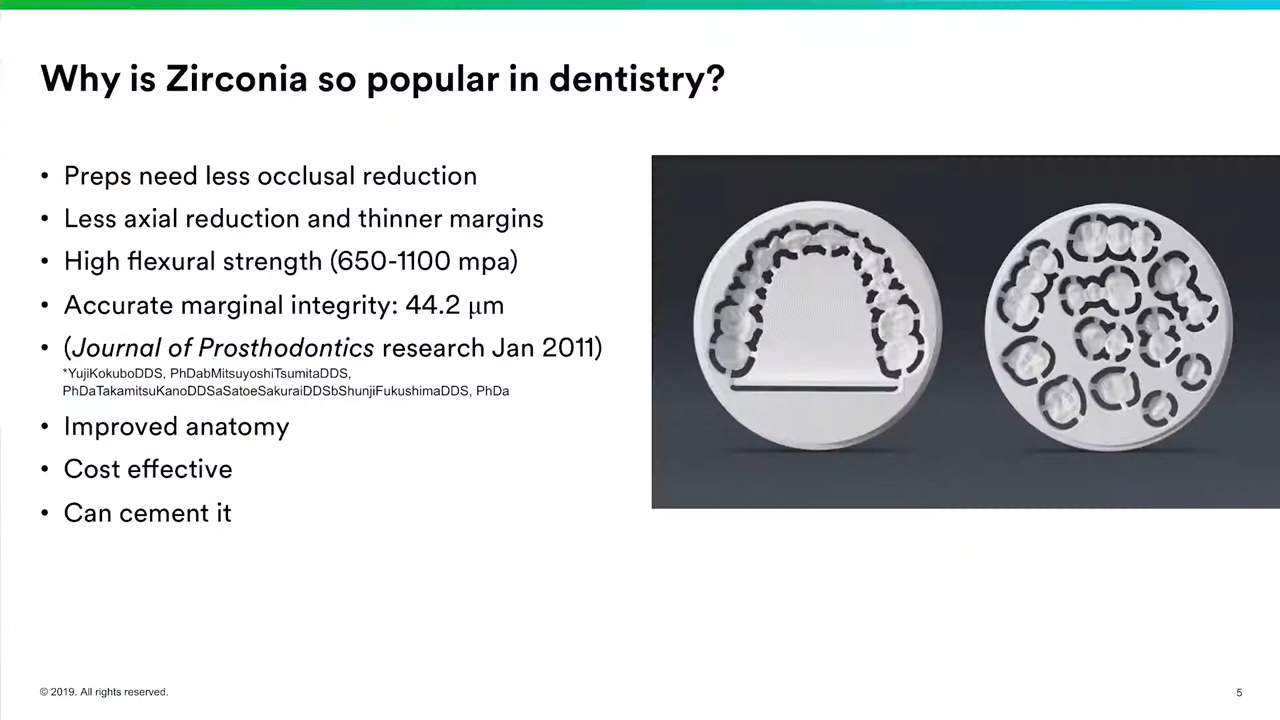 Why is Zirconia so popular in dentistry?
• Preps need less occlusal reduction
• Less axial reduction and thinner margins
• High flexural strength (650-1100 mpa)
• Accurate marginal integrity: 44.2 μm
• (Journal of Prosthodontics research Jan 2011)
*YujiKokuboDDS, PhDabMitsuyoshiTsumitaDDS,
PhDaTakamitsuKanoDDSaSatoeSakuraiDDSbShunjiFukushimaDDS, PhDa
• Improved anatomy
• Cost effective
• Can cement it
© 2019. All rights reserved.
5